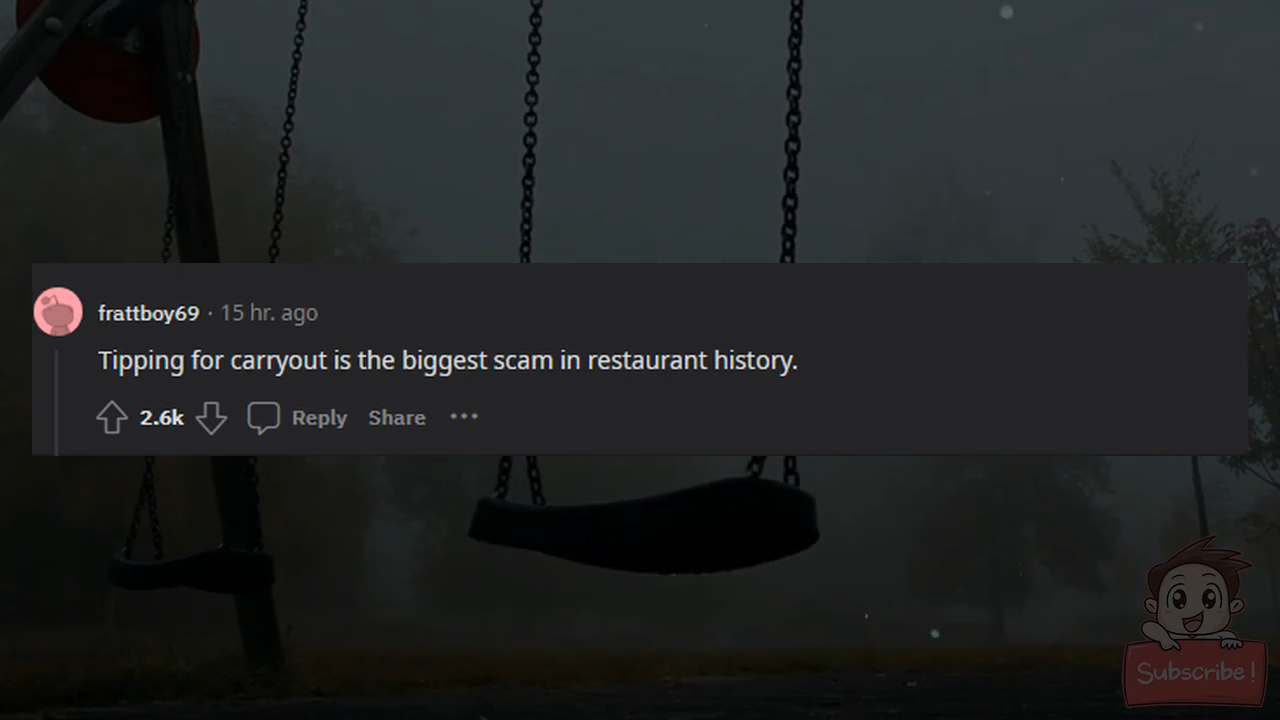 frattboy69 · 15 hr. ago
Tipping for carryout is the biggest scam in restaurant history.
2.6k Reply Share ···
Subscribe!